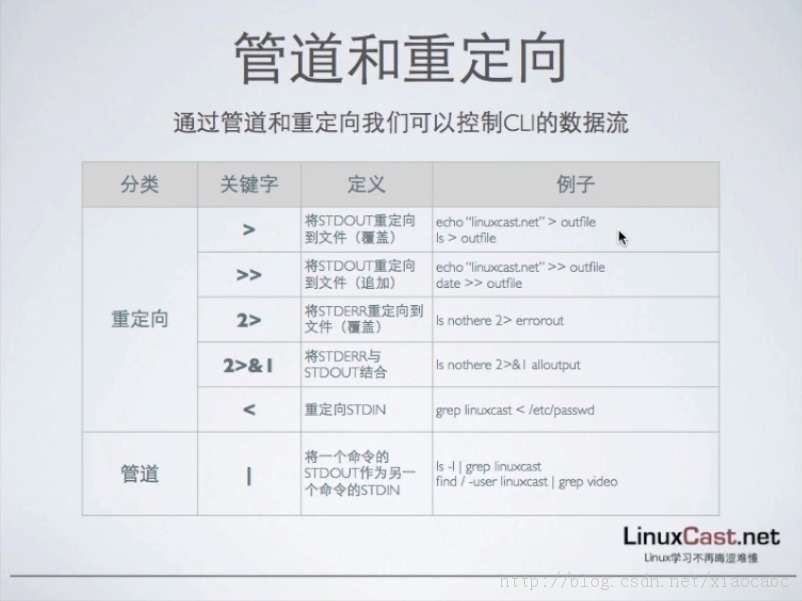 管道和重定向
通过管道和重定向我们可以控制CLI的数据流
分类 关键字 定义 例子
重定向
>
将STDOUT重定向
到文件（覆盖）
echo “linuxcast.net” > outfile
ls > outfile
>>
将STDOUT重定向
到文件（追加）
echo “linuxcast.net” >> outfile
date >> outfile
2>
将STDERR重定向到
文件（覆盖）
ls nothere 2> errorout
2>&1
将STDERR与
STDOUT结合
ls nothere 2>&1 alloutput
<
重定向STDIN
grep linuxcast < /etc/passwd
管道
|
将一个命令的
STDOUT作为另一
个命令的STDIN
ls -l | grep linuxcast
find / -user linuxcast | grep video
LinuxCast.net
Linux学习不再晦涩难懂
http://blog.csdn.net/xiaocabc